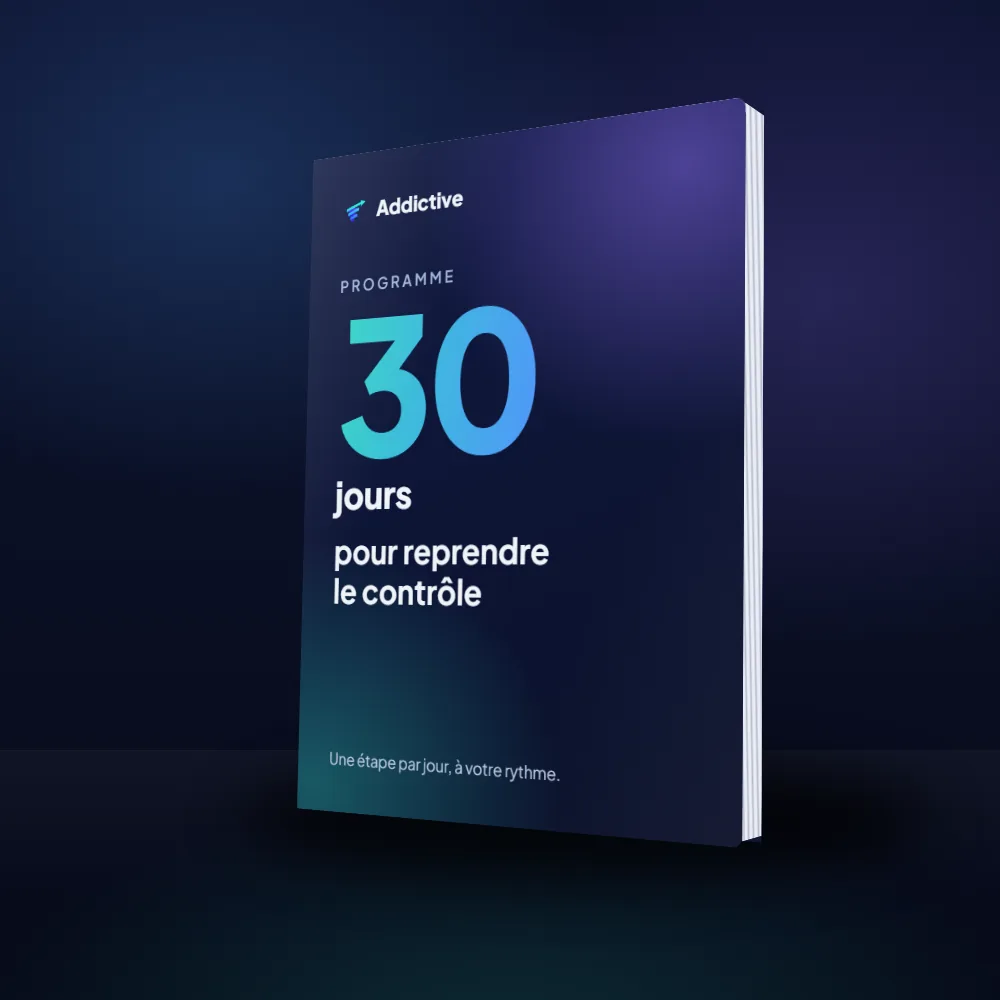 Addictive
PROGRAMME
30
jours
pour reprendre
le contrôle
Une étape par jour, à votre rythme.